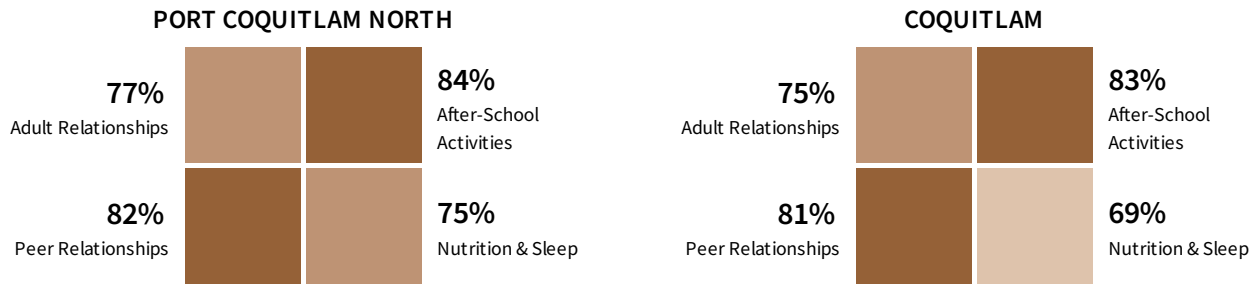 PORT COQUITLAM NORTH
77%
Adult Relationships
84%
After-School
Activities
82%
Peer Relationships
75%
Nutrition & Sleep
COQUITLAM
75%
Adult Relationships
83%
After-School
Activities
81%
Peer Relationships
69%
Nutrition & Sleep